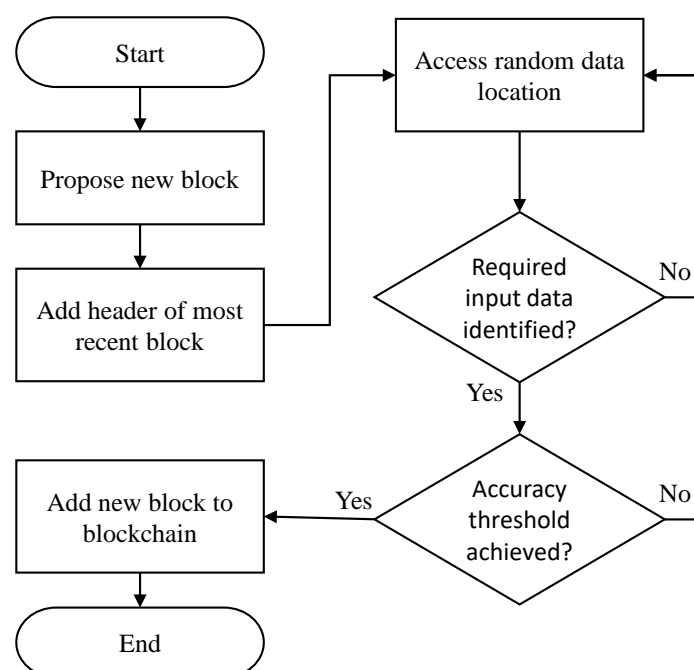 Start
Propose new block
Add header of most
recent block
Access random data
location
Required
input data
identified?
No
Yes
Accuracy
threshold
achieved?
No
Yes
Add new block to
blockchain
End